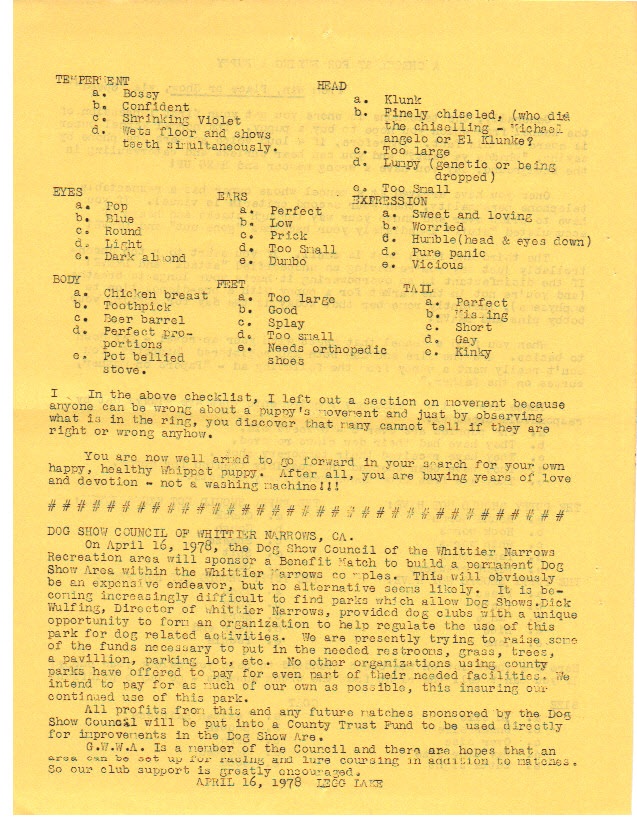 TEMPERMENT
a. Bossy
b. Confident
c. Shrinking Violet
d. Wets floor and shows
teeth simultaneously.
HEAD
a. Klunk
b. Finely chiseled, (who did
the chiselling - Michael
angelo or El Klunke?
c. Too large
d. Lumpy (genetic or being
dropped)
e. Too Small
EYES
a. Pop
b. Blue
c. Round
d. Light
e. Dark almond
EARS
a. Perfect
b. Low
c. Prick
d. Too Small
e. Dumbo
EXPRESSION
a. Sweet and loving
b. Worried
c. Humble(head & eyes down)
d. Pure panic
e. Vicious
BODY
a. Chicken breast
b. Toothpick
c. Beer barrel
d. Perfect pro-
portions
e. Pot bellied
stove.
FEET
a. Too large
b. Good
c. Splay
d. Too small
e. Needs orthopedic
shoes
TAIL
a. Perfect
b. Missing
c. Short
d. Gay
e. Kinky
I In the above checklist, I left out a section on movement because
anyone can be wrong about a puppy's movement and just by observing
what is in the ring, you discover that many cannot tell if they are
right or wrong anyhow.
You are now well armed to go forward in your search for your own
happy, healthy Whippet puppy. After all, you are buying years of love
and devotion - not a washing machine!!!
# # # # # # # # # # # # # # # # # # # # # # # # # # # # # # # # #
DOG SHOW COUNCIL OF WHITTIER NARROWS, CA.
On April 16, 1978, the Dog Show Council of the Whittier Narrows
Recreation area will sponsor a Benefit Match to build a permanent Dog
Show Area within the Whittier Narrows co ples. This will obviously
be an expensive endeavor, but no alternative seems likely. It is be-
coming increasingly difficult to find parks which allow Dog Shows.Dick
Wulfing, Director of Whittier Narrows, provided dog clubs with a unique
opportunity to form an organization to help regulate the use of this
park for dog related activities. We are presently trying to raise some
of the funds necessary to put in the needed restrooms, grass, trees,
a pavillion, parking lot, etc. No other organizations using county
parks have offered to pay for even part of their needed facilities. We
intend to pay for as much of our own as possible, this insuring our
continued use of this park.
All profits from this and any future matches sponsored by the Dog
Show Council will be put into a County Trust Fund to be used directly
for improvements in the Dog Show Are.
G.W.W.A. Is a member of the Council and there are hopes that an
area can be set up for racing and lure coursing in addition to matches.
So our club support is greatly encouraged.
APRIL 16, 1978 LEGG LAKE